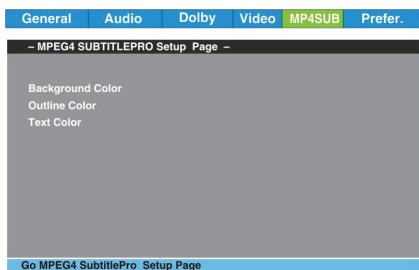 General Audio Dolby Video MP4SUB Prefer.
– MPEG4 SUBTITLEPRO Setup Page –
Background Color
Outline Color
Text Color
Go MPEG4 SubtitlePro Setup Page